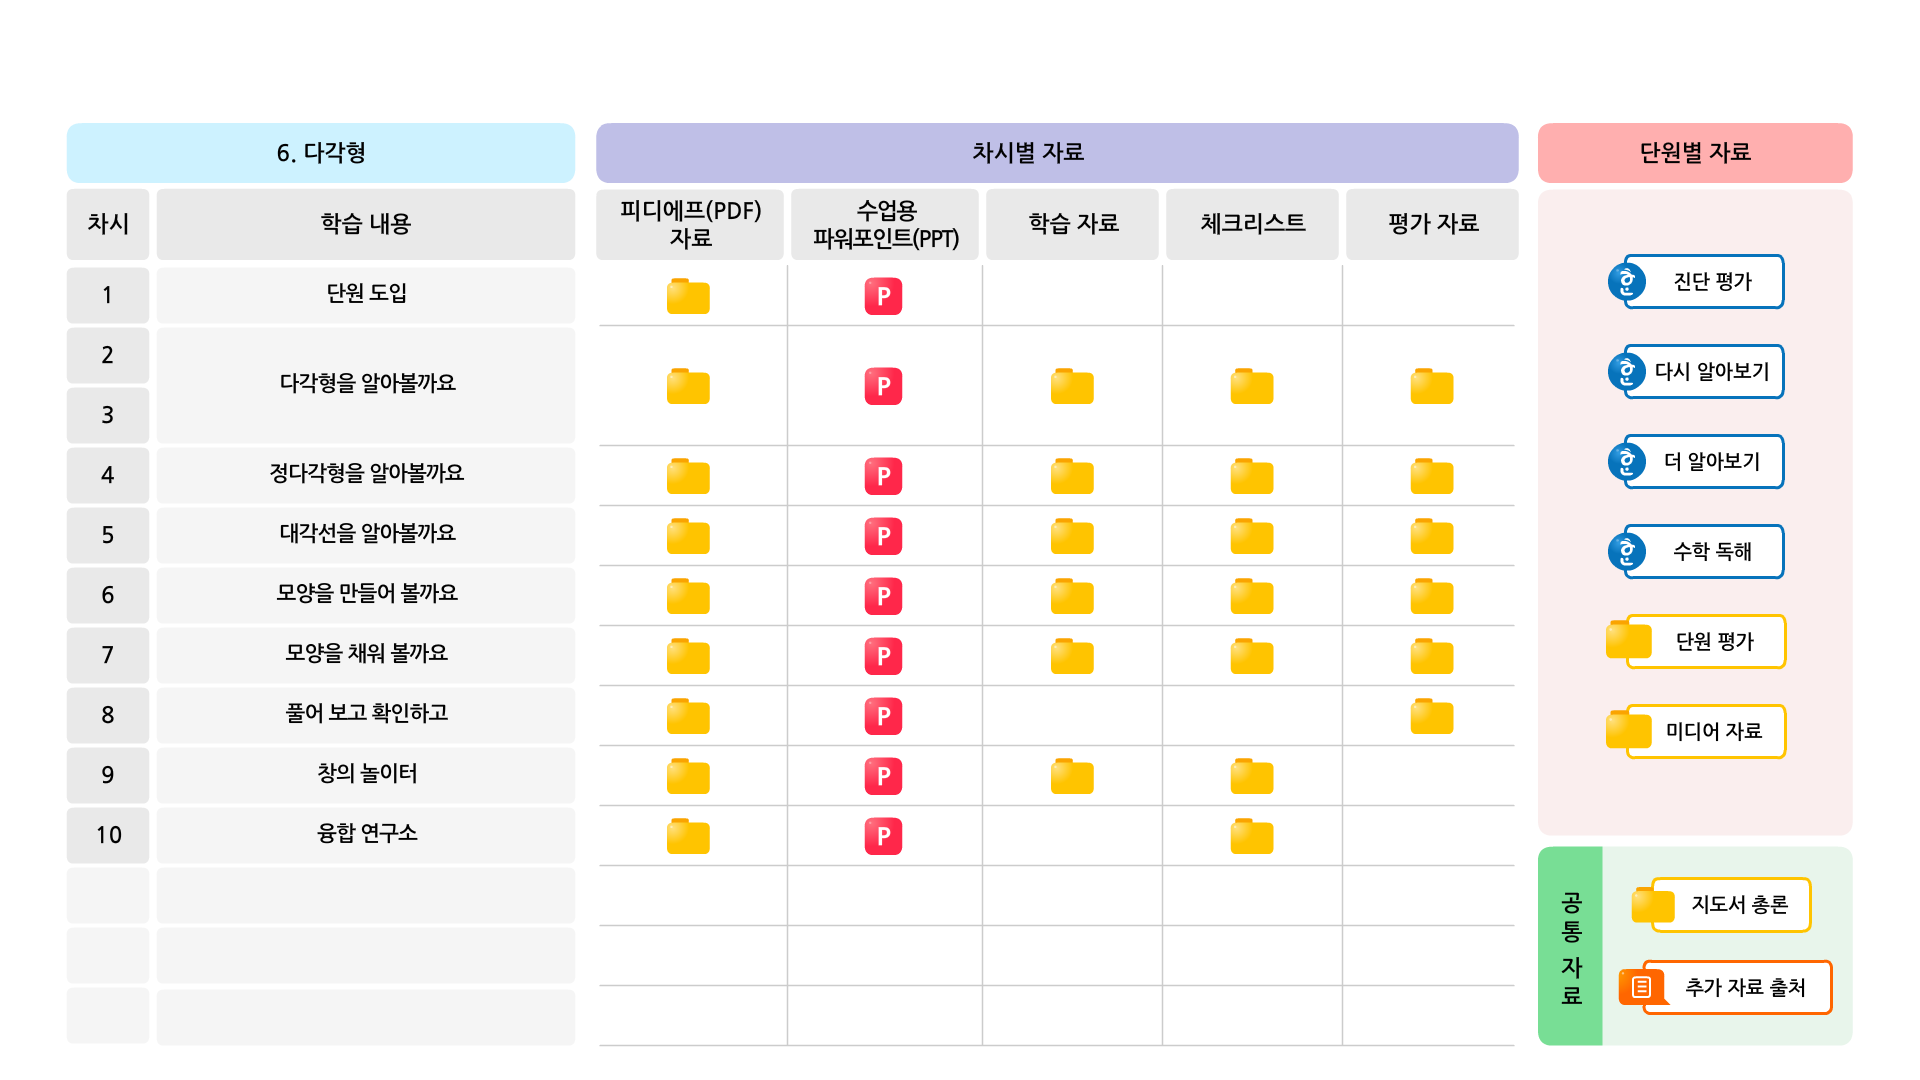 6. 다각형
차시별 자료
단원별 자료
차시
학습 내용
피디에프(PDF)
자료
수업용
파워포인트(PPT)
학습 자료
체크리스트
평가 자료
1
단원 도입
P
2
3
다각형을 알아볼까요
P
4
정다각형을 알아볼까요
P
5
대각선을 알아볼까요
P
6
모양을 만들어 볼까요
P
7
모양을 채워 볼까요
P
8
풀어 보고 확인하고
P
9
창의 놀이터
P
10
융합 연구소
P
한 진단 평가
한 다시 알아보기
한 더 알아보기
한 수학 독해
단원 평가
미디어 자료
공통 자료
지도서 총론
추가 자료 출처